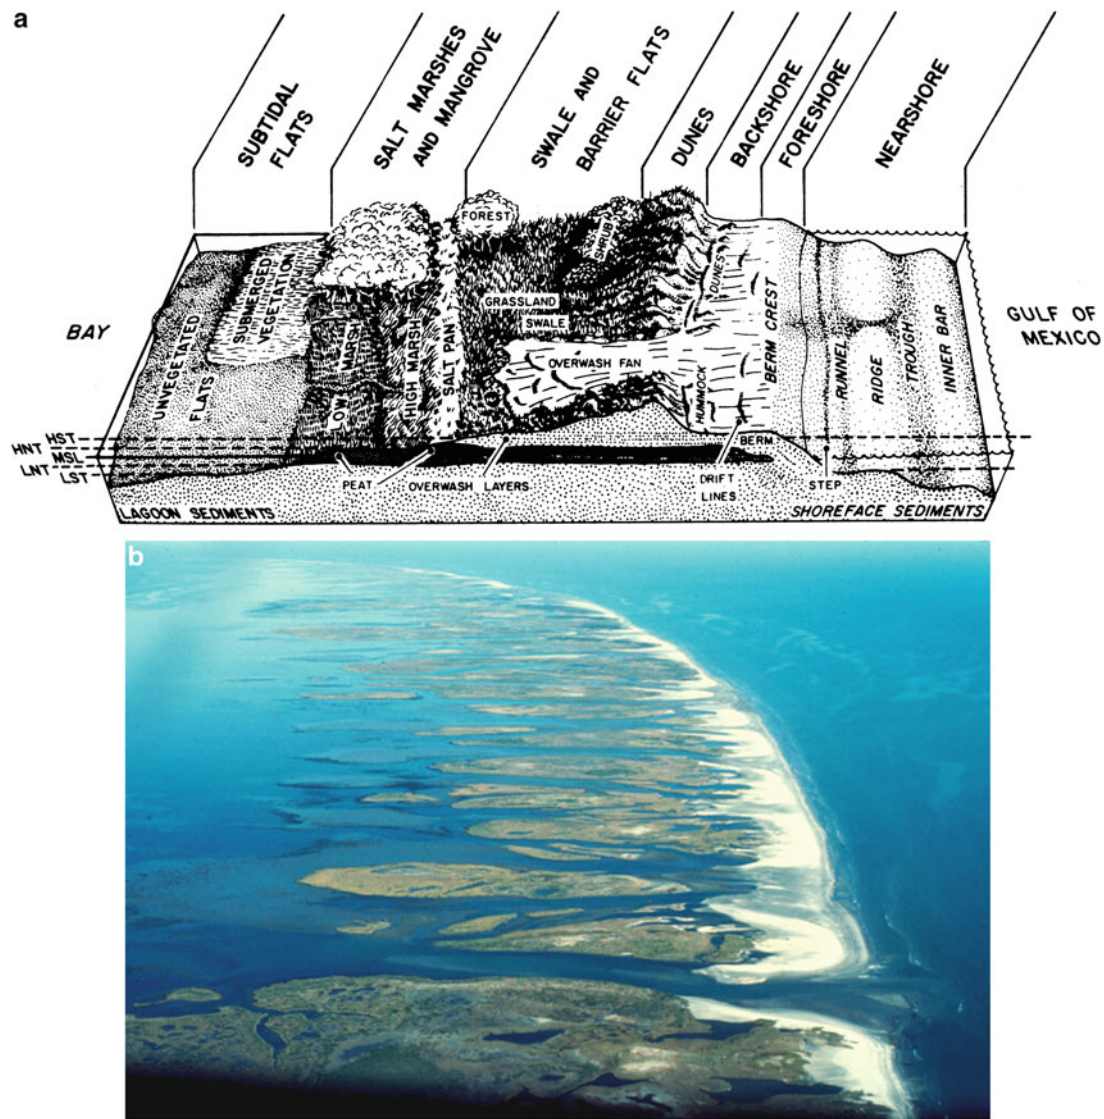 a
SUBTIDAL
FLATS
SALT MARSHES
AND MANGROVE
SWALE AND
BARRIER FLATS
DUNES
BACKSHORE
FORESHORE
NEARSHORE
BAY
GULF OF
MEXICO
UNVEGETATED
FLATS
SUBMERGED
VEGETATION
LOW
MARSH
HIGH MARSH
SALT PAN
FOREST
SHRUB
GRASSLAND
SWALE
OVERWASH FAN
DUNES
HUMNOCK
BERM CREST
BERM
RUNNEL
RIDGE
TROUGH
INNER BAR
HST
HNT
MSL
LNT
LST
PEAT
OVERWASH LAYERS
DRIFT
LINES
STEP
LAGOON SEDIMENTS
SHOREFACE SEDIMENTS
b